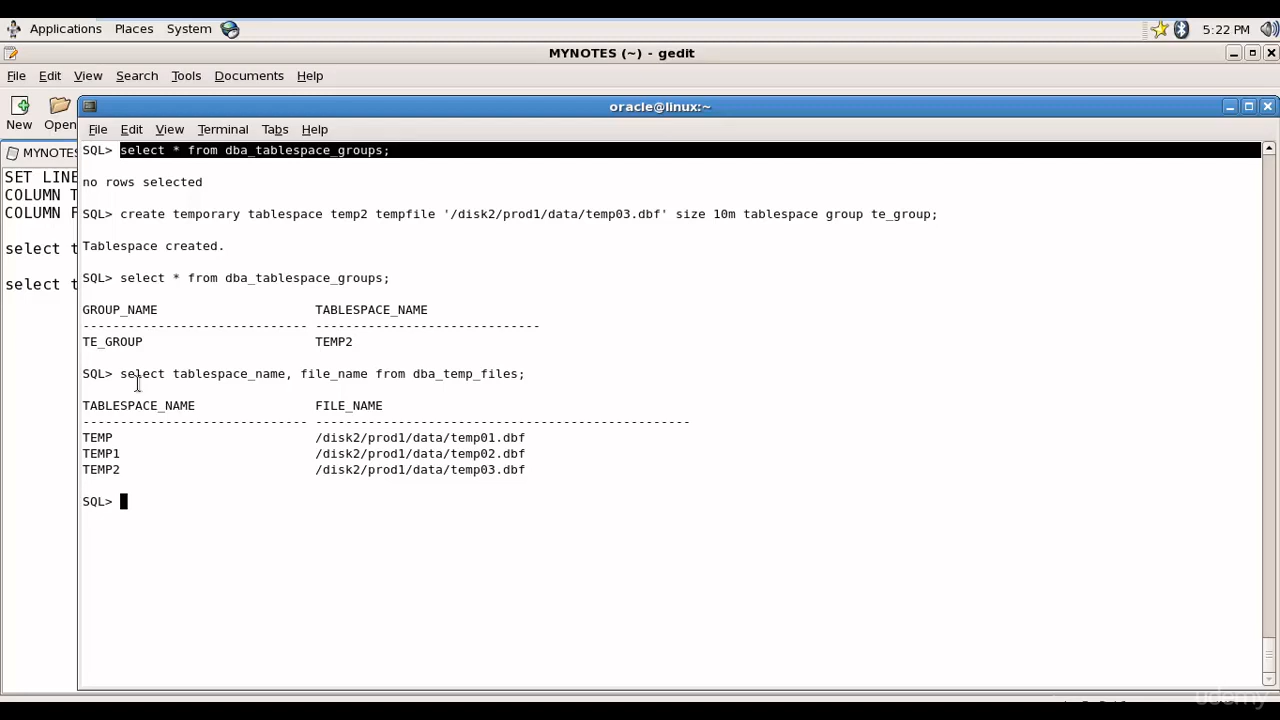 Applications Places System 5:22 PM
MYNOTES (~) - gedit
File Edit View Search Tools Documents Help
New Open
oracle@linux:~
File Edit View Terminal Tabs Help
MYNOTES
SET LINE
COLUMN T
COLUMN F
select t
select t
SQL> select * from dba_tablespace_groups;
no rows selected
SQL> create temporary tablespace temp2 tempfile '/disk2/prod1/data/temp03.dbf' size 10m tablespace group te_group;
Tablespace created.
SQL> select * from dba_tablespace_groups;
GROUP_NAME TABLESPACE_NAME
------------------------------ ------------------------------
TE_GROUP TEMP2
SQL> select tablespace_name, file_name from dba_temp_files;
TABLESPACE_NAME FILE_NAME
------------------------------ --------------------------------------------------
TEMP /disk2/prod1/data/temp01.dbf
TEMP1 /disk2/prod1/data/temp02.dbf
TEMP2 /disk2/prod1/data/temp03.dbf
SQL>
udemy